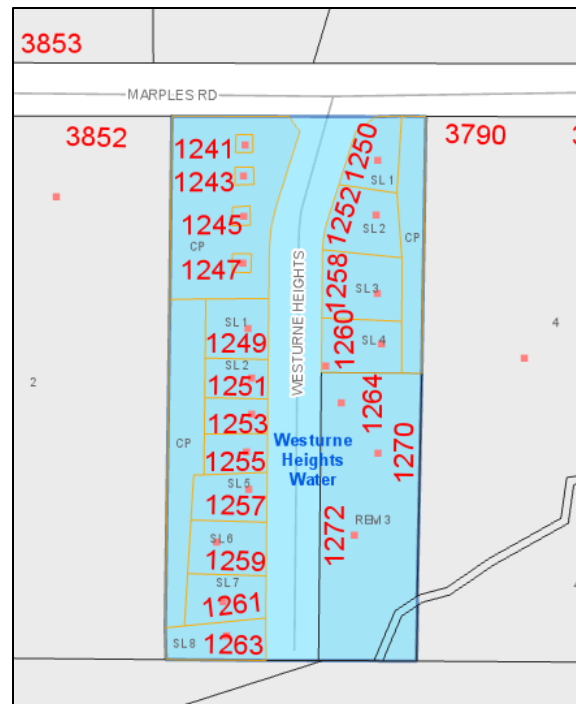 3853
MARPLES RD
3852
3790
1241
1243
1245
CP
1247
1250
SL1
1252
SL2
CP
1258
SL3
1260
SL4
WESTURNE HEIGHTS
SL1
1249
SL2
1251
1253
1255
CP
SL5
1257
SL6
1259
SL7
1261
SL8
1263
1264
1270
1272
REM 3
Westurne
Heights
Water
2
4